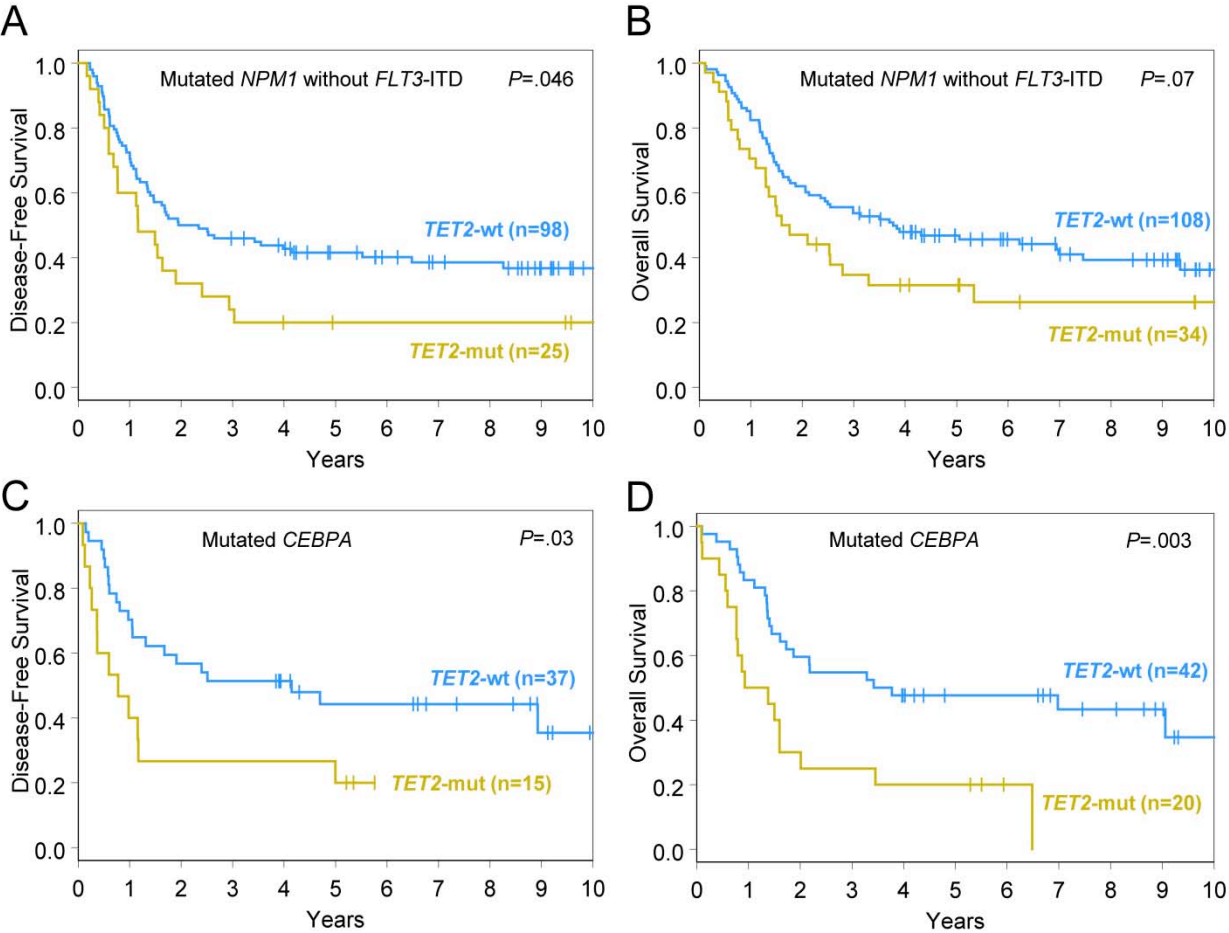 A
Mutated NPM1 without FLT3-ITD P=.046
1.0
0.8
0.6
0.4
0.2
0.0
Disease-Free Survival
TET2-wt (n=98)
TET2-mut (n=25)
0 1 2 3 4 5 6 7 8 9 10
Years
B
Mutated NPM1 without FLT3-ITD P=.07
1.0
0.8
0.6
0.4
0.2
0.0
Overall Survival
TET2-wt (n=108)
TET2-mut (n=34)
0 1 2 3 4 5 6 7 8 9 10
Years
C
Mutated CEBPA P=.03
1.0
0.8
0.6
0.4
0.2
0.0
Disease-Free Survival
TET2-wt (n=37)
TET2-mut (n=15)
0 1 2 3 4 5 6 7 8 9 10
Years
D
Mutated CEBPA P=.003
1.0
0.8
0.6
0.4
0.2
0.0
Overall Survival
TET2-wt (n=42)
TET2-mut (n=20)
0 1 2 3 4 5 6 7 8 9 10
Years